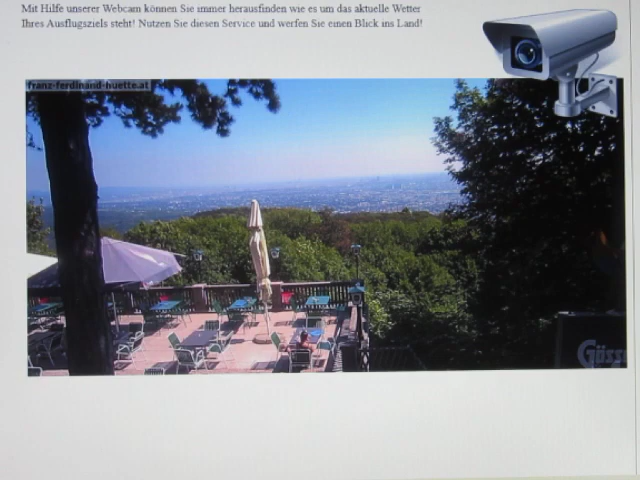 Mit Hilfe unserer Webcam können Sie immer herausfinden wie es um das aktuelle Wetter
Ihres Ausflugsziels steht! Nutzen Sie diesen Service und werfen Sie einen Blick ins Land!
franz-ferdinand-huette.at